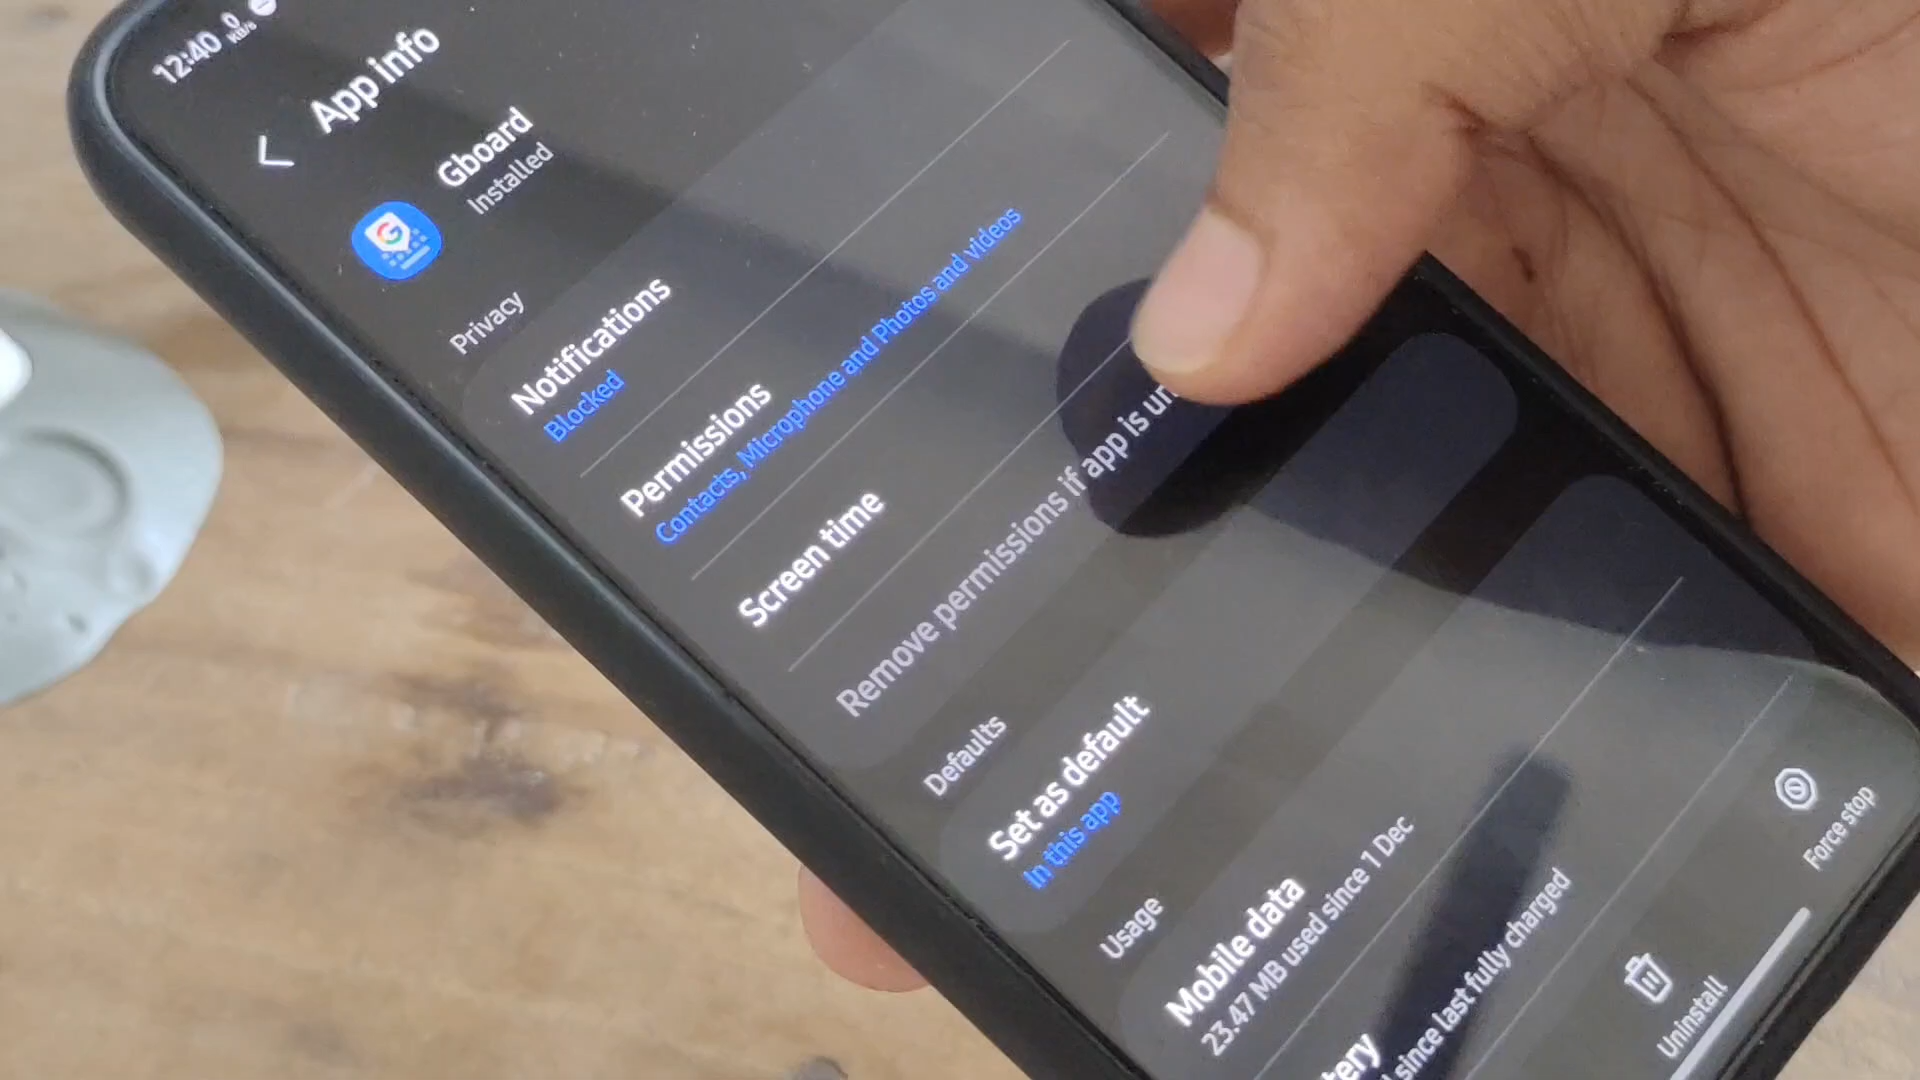 12:40
0
KB/s
App info
Gboard
Installed
G
Privacy
Notifications
Blocked
Permissions
Contacts, Microphone and Photos and videos
Screen time
Remove permissions if app is
Defaults
Set as default
In this app
Usage
Mobile data
23.47 MB used since 1 Dec
since last fully charged
Uninstall
Force stop